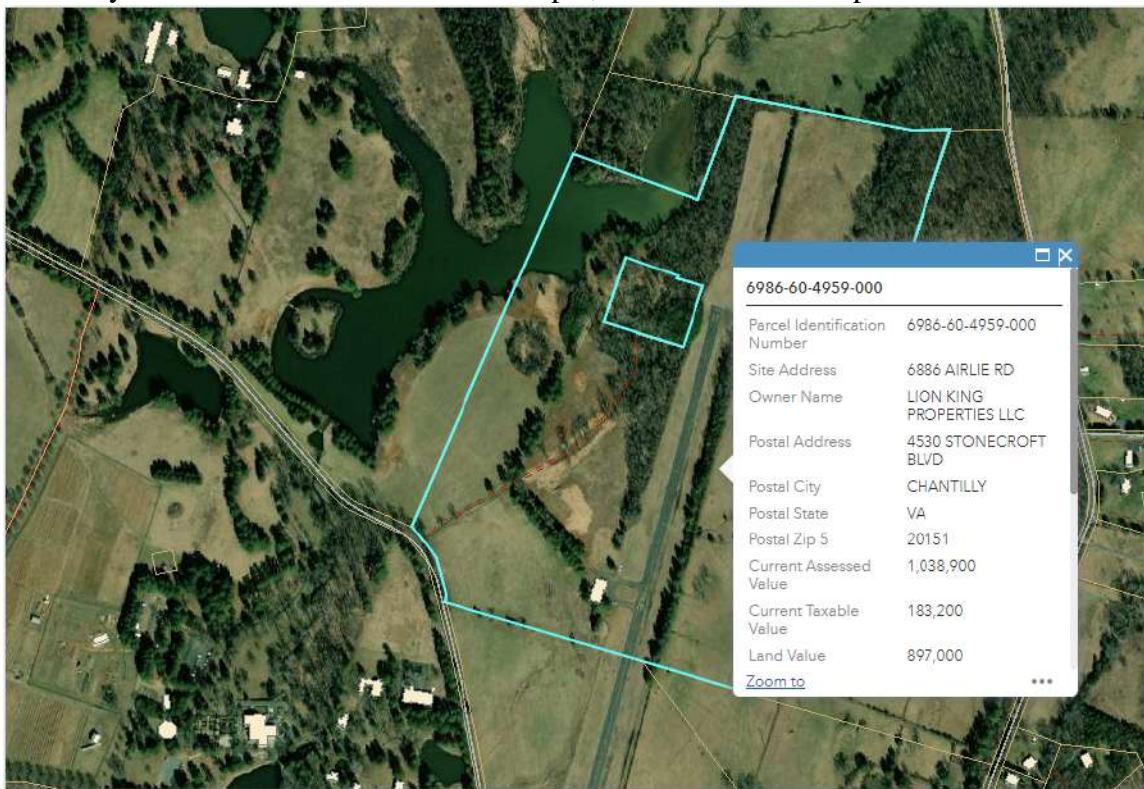 6986-60-4959-000
Parcel Identification Number 6986-60-4959-000
Site Address 6886 AIRLIE RD
Owner Name LION KING PROPERTIES LLC
Postal Address 4530 STONECROFT BLVD
Postal City CHANTILLY
Postal State VA
Postal Zip 5 20151
Current Assessed Value 1,038,900
Current Taxable Value 183,200
Land Value 897,000
Zoom to